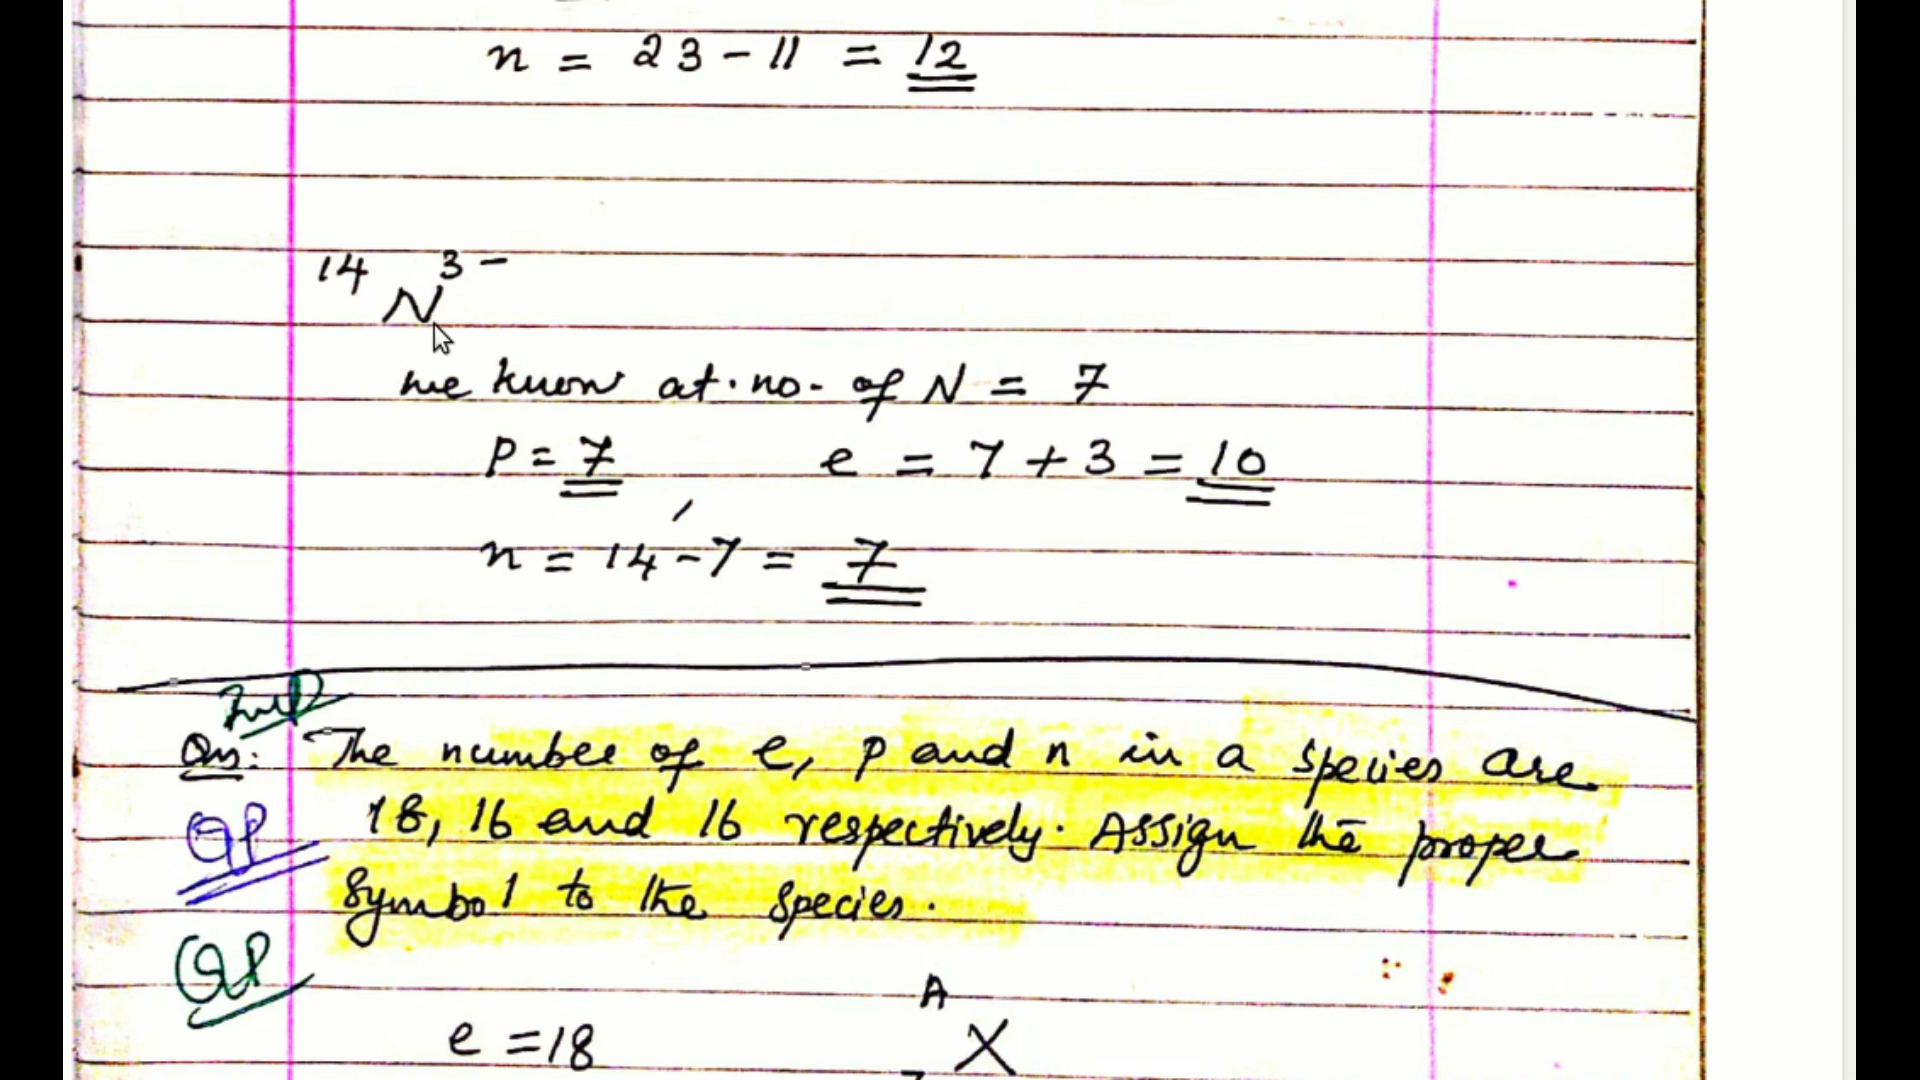 n = 23 - 11 = 12
14 N 3-
we know at. no. of N = 7
P = 7, e = 7 + 3 = 10
n = 14 - 7 = 7
Imp
Qn: The number of e, p and n in a species are
18, 16 and 16 respectively. Assign the proper
QP
Symbol to the species.
QP
A
e = 18 X